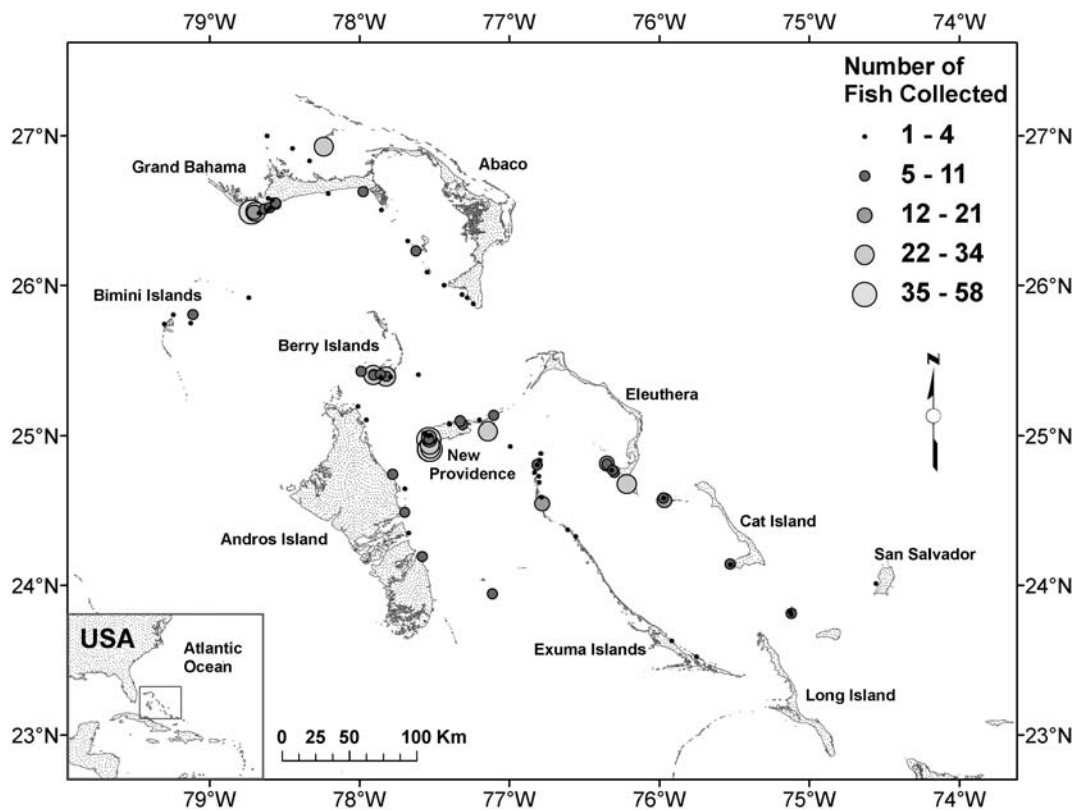 79°W 78°W 77°W 76°W 75°W 74°W
Number of
Fish Collected
1 - 4
5 - 11
12 - 21
22 - 34
35 - 58
27°N 27°N
Grand Bahama
Abaco
26°N 26°N
Bimini Islands
Berry Islands
N
Eleuthera
25°N 25°N
New
Providence
Cat Island
Andros Island
San Salvador
24°N 24°N
USA
Atlantic
Ocean
Exuma Islands
Long Island
23°N 23°N
0 25 50 100 Km
79°W 78°W 77°W 76°W 75°W 74°W